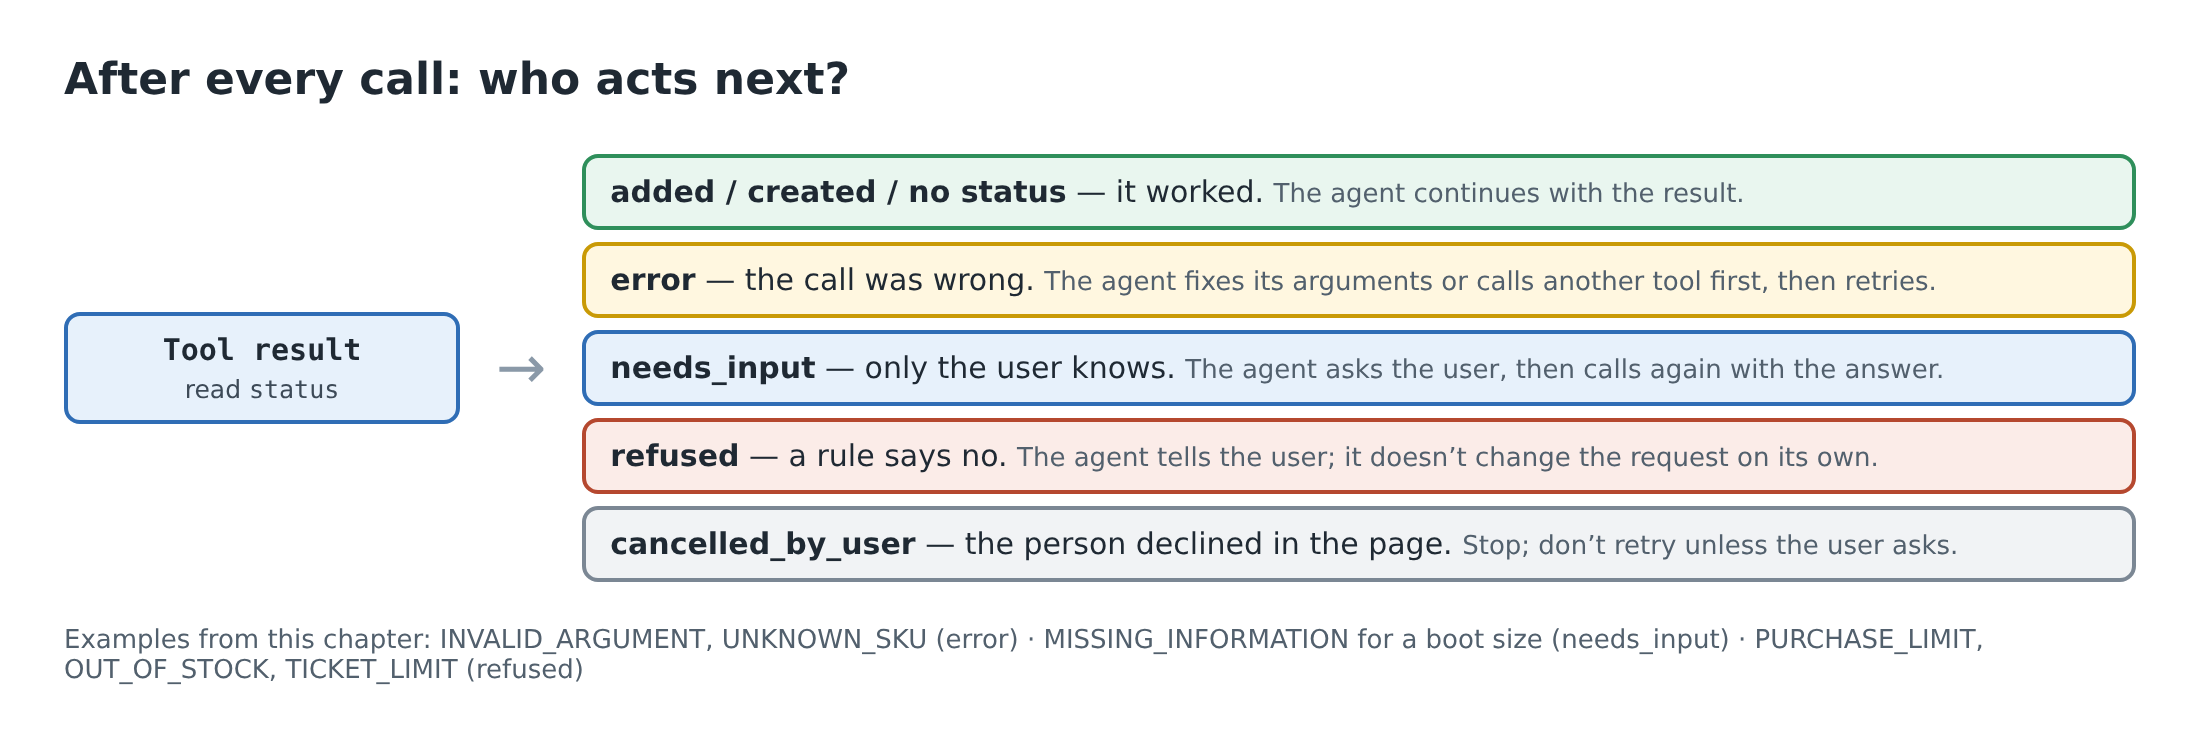 After every call: who acts next?
added / created / no status — it worked. The agent continues with the result.
error — the call was wrong. The agent fixes its arguments or calls another tool first, then retries.
Tool result
read status
→
needs_input — only the user knows. The agent asks the user, then calls again with the answer.
refused — a rule says no. The agent tells the user; it doesn’t change the request on its own.
cancelled_by_user — the person declined in the page. Stop; don’t retry unless the user asks.
Examples from this chapter: INVALID_ARGUMENT, UNKNOWN_SKU (error) · MISSING_INFORMATION for a boot size (needs_input) · PURCHASE_LIMIT,
OUT_OF_STOCK, TICKET_LIMIT (refused)